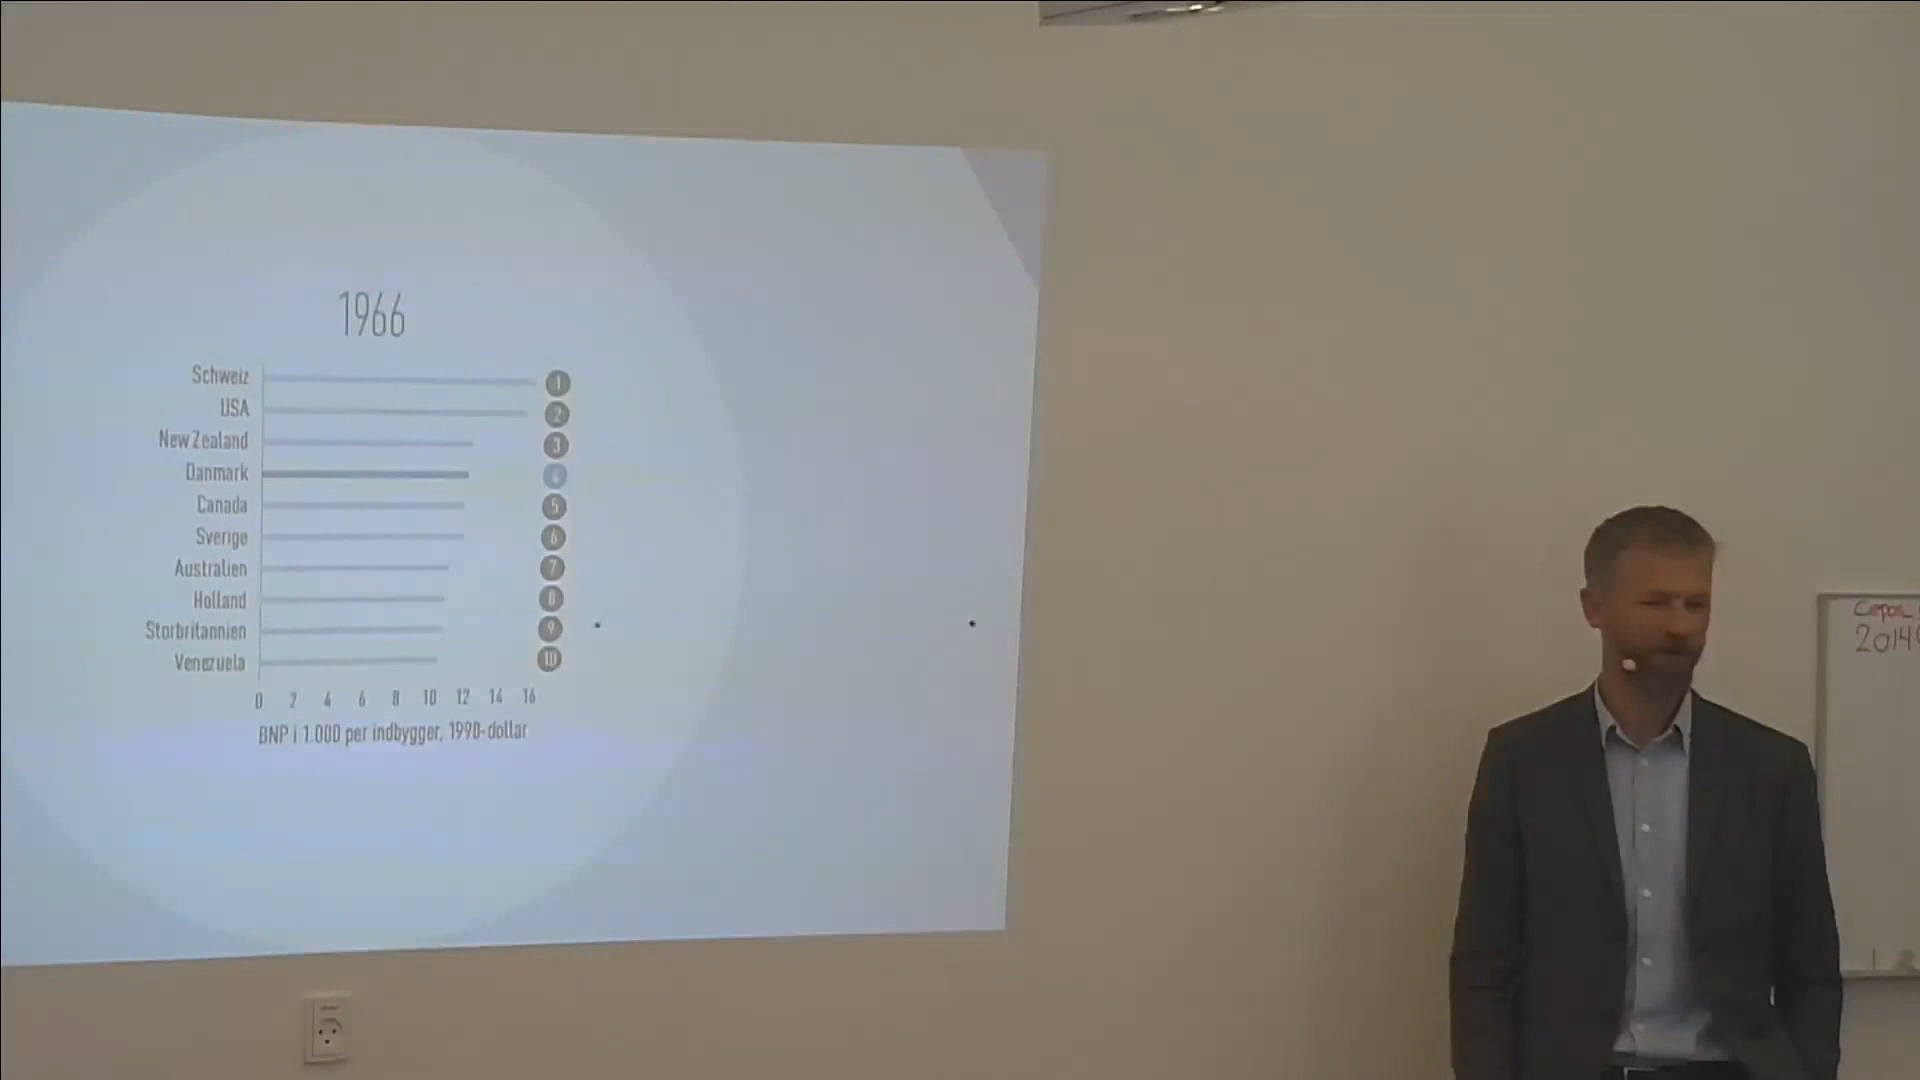 1966
Schweiz 1
USA 2
New Zealand 3
Danmark 4
Canada 5
Sverige 6
Australien 7
Holland 8
Storbritannien 9
Venezuela 10
0 2 4 6 8 10 12 14 16
BNP i 1.000 per indbygger, 1990-dollar
Cepos
2014